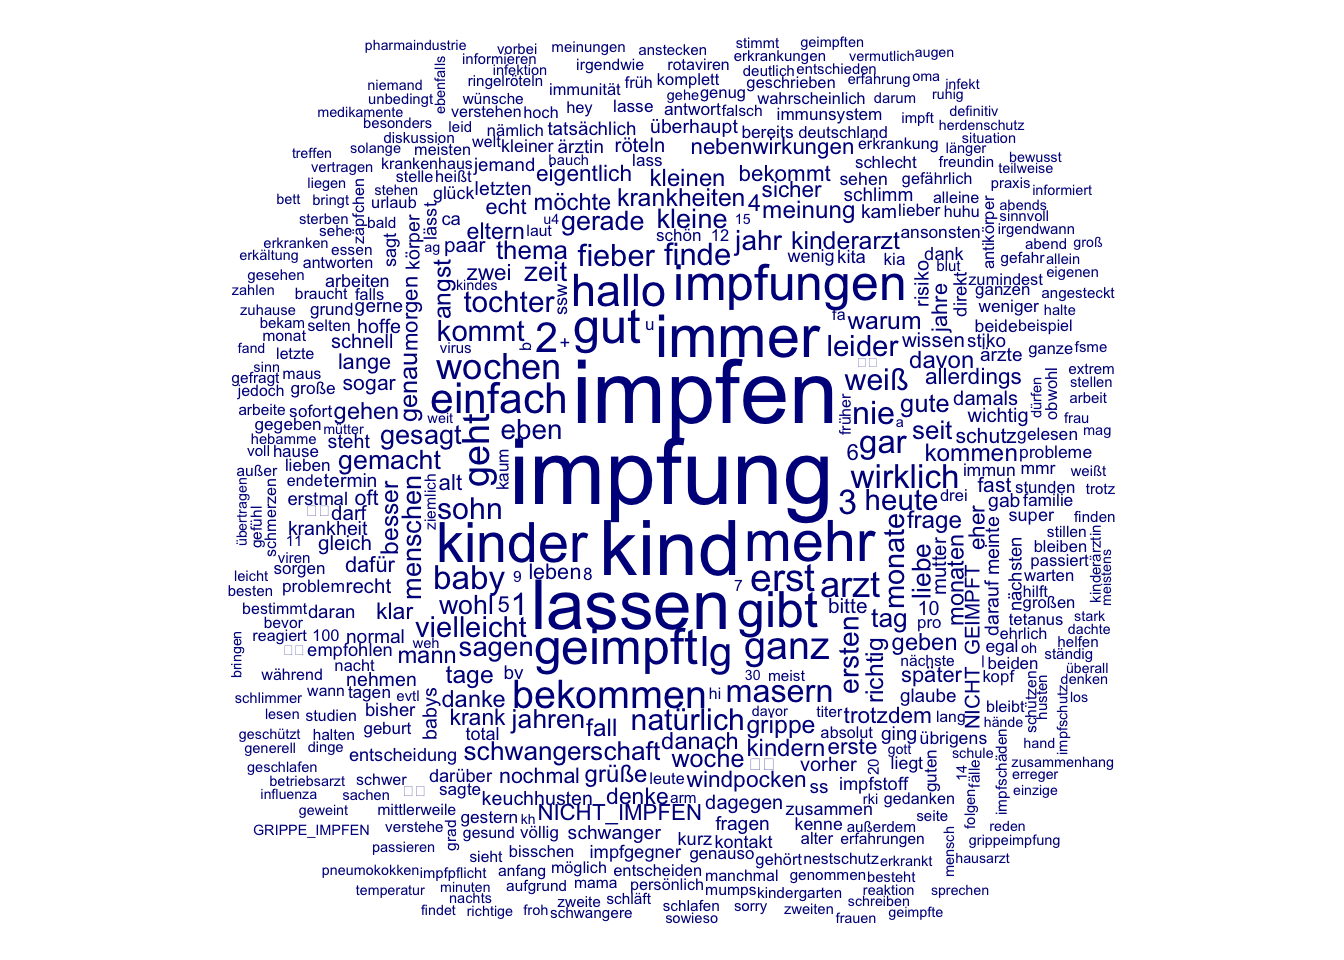 pharmaindustrie vorbei meinungen anstecken stimmt geimpften
informieren erkrankungen vermutlich augen
ebenfalls infektion irgendwie rotaviren deutlich entschieden
niemand ringelröteln immunität früh komplett geschrieben erfahrung oma infekt
unbedingt wünsche gehe genug wahrscheinlich darum ruhig
medikamente verstehen hoch hey lasse antwort falsch immunsystem impft definitiv
besonders leid nämlich tatsächlich überhaupt bereits deutschland herdenschutz
diskussion welt kleiner ärztin röteln nebenwirkungen erkrankung situation
treffen solange meisten bauch länger bewusst
vertragen krankenhaus jemand eigentlich lass kleinen bekommt sehen schlecht freundin teilweise
liegen stelle heißt gefährlich praxis informiert
bett bringt zäpfchen stehen urlaub glück letzten möchte krankheiten sicher schlimm alleine abends
sterben bald lässt ca echt u4 gerade kleine 4 15 meinung kam lieber huhu antikörper sinnvoll
sehe sagt körper eltern laut schön 12 jahr kinderarzt ansonsten irgendwann
erkranken essen ag paar thema fieber finde wenig kita kia dank abend groß
erkältung antworten angst zwei zeit risiko blut gefahr allein
gesehen arbeiten kindes ssw hallo impfungen jahre direkt zumindest eigenen
zahlen braucht falls morgen tochter ganzen angesteckt
zuhause grund gerne gut u immer fa warum weniger halte
bekam selten hoffe kommt 2 + wissen beide beispiel
monat schnell virus b leider stiko
fand letzte genau wochen davon ärzte ganze fsme
sinn lange weiß allerdings extrem
gefragt maus sogar einfach impfen dürfen obwohl stellen
jedoch große nie gute damals arbeit
arbeite sofort gehen weit früher a wichtig frau
gegeben mütter gesagt geht eben gar seit schutz gelesen mag
hebamme steht 6 kommen probleme
voll hause gemacht kaum
außer lieben impfung wirklich immun mmr weißt
ende termin ziemlich alt fast stunden trotz
übertragen gefühl schmerzen erstmal oft besser menschen 3 heute drei gab familie
darf sohn frage super finden
krankheit kinder kind mehr monate eher stillen
11 gleich liebe mutter monaten bleiben kinderärztin meistens
viren dafür meinte passiert
sorgen baby 9 leben 8 erst arzt darauf nächsten warten
leicht problem recht 7 hilft
besten wohl 5 1 lassen gibt bitte 10 großen
bestimmt daran klar tag tetanus stark
bevor vielleicht pro ehrlich dachte
reagiert 100 normal weh geimpft lg ganz ersten richtig geben egal oh helfen
bringen empfohlen mann sagen NICHT_GEIMPFT ständig
nacht nächste l beiden überall
während nehmen tage bv 30 meist später kopf denken
schlimmer wann tagen evtl babys danke bekommen hi masern glaube bleibt schützen husten impfschutz los
lesen studien bisher krank jahren fall natürlich davor titer trotzdem lang hände
geschützt halten geburt total grippe absolut ging übrigens hand
generell dinge entscheidung schwangerschaft danach kindern erste gott schule zusammenhang
geschlafen woche vorher 20 liegt guten 14 fälle erreger
betriebsarzt schwer darüber nochmal grüße leute windpocken ss impfstoff impfschäden einzige
influenza sachen sagte keuchhusten denke arm dagegen rki gedanken folgen
geweint mittlerweile gestern kh NICHT_IMPFEN zusammen seite
GRIPPE_IMPFEN verstehe grad gesund völlig schwanger fragen kenne außerdem reden
passieren kurz kontakt alter erfahrungen mensch grippeimpfung
sieht bisschen impfgegner genauso gehört nestschutz erkrankt hausarzt
pneumokokken impfpflicht anfang möglich entscheiden manchmal genommen besteht
temperatur minuten aufgrund mama persönlich mumps kindergarten reaktion sprechen
nachts zweite schläft schlafen sorry zweiten schreiben
findet richtige froh schwangere sowieso frauen geimpfte